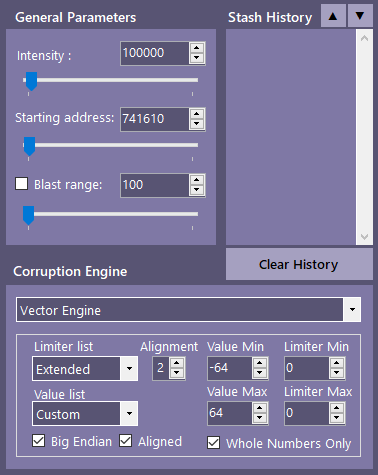 General Parameters
Stash History ▲ ▼
Intensity : 100000
Starting address: 741610
Blast range: 100
Clear History
Corruption Engine
Vector Engine
Limiter list Alignment Value Min Limiter Min
Extended 2 -64 0
Value list Value Max Limiter Max
Custom 64 0
Big Endian Aligned Whole Numbers Only